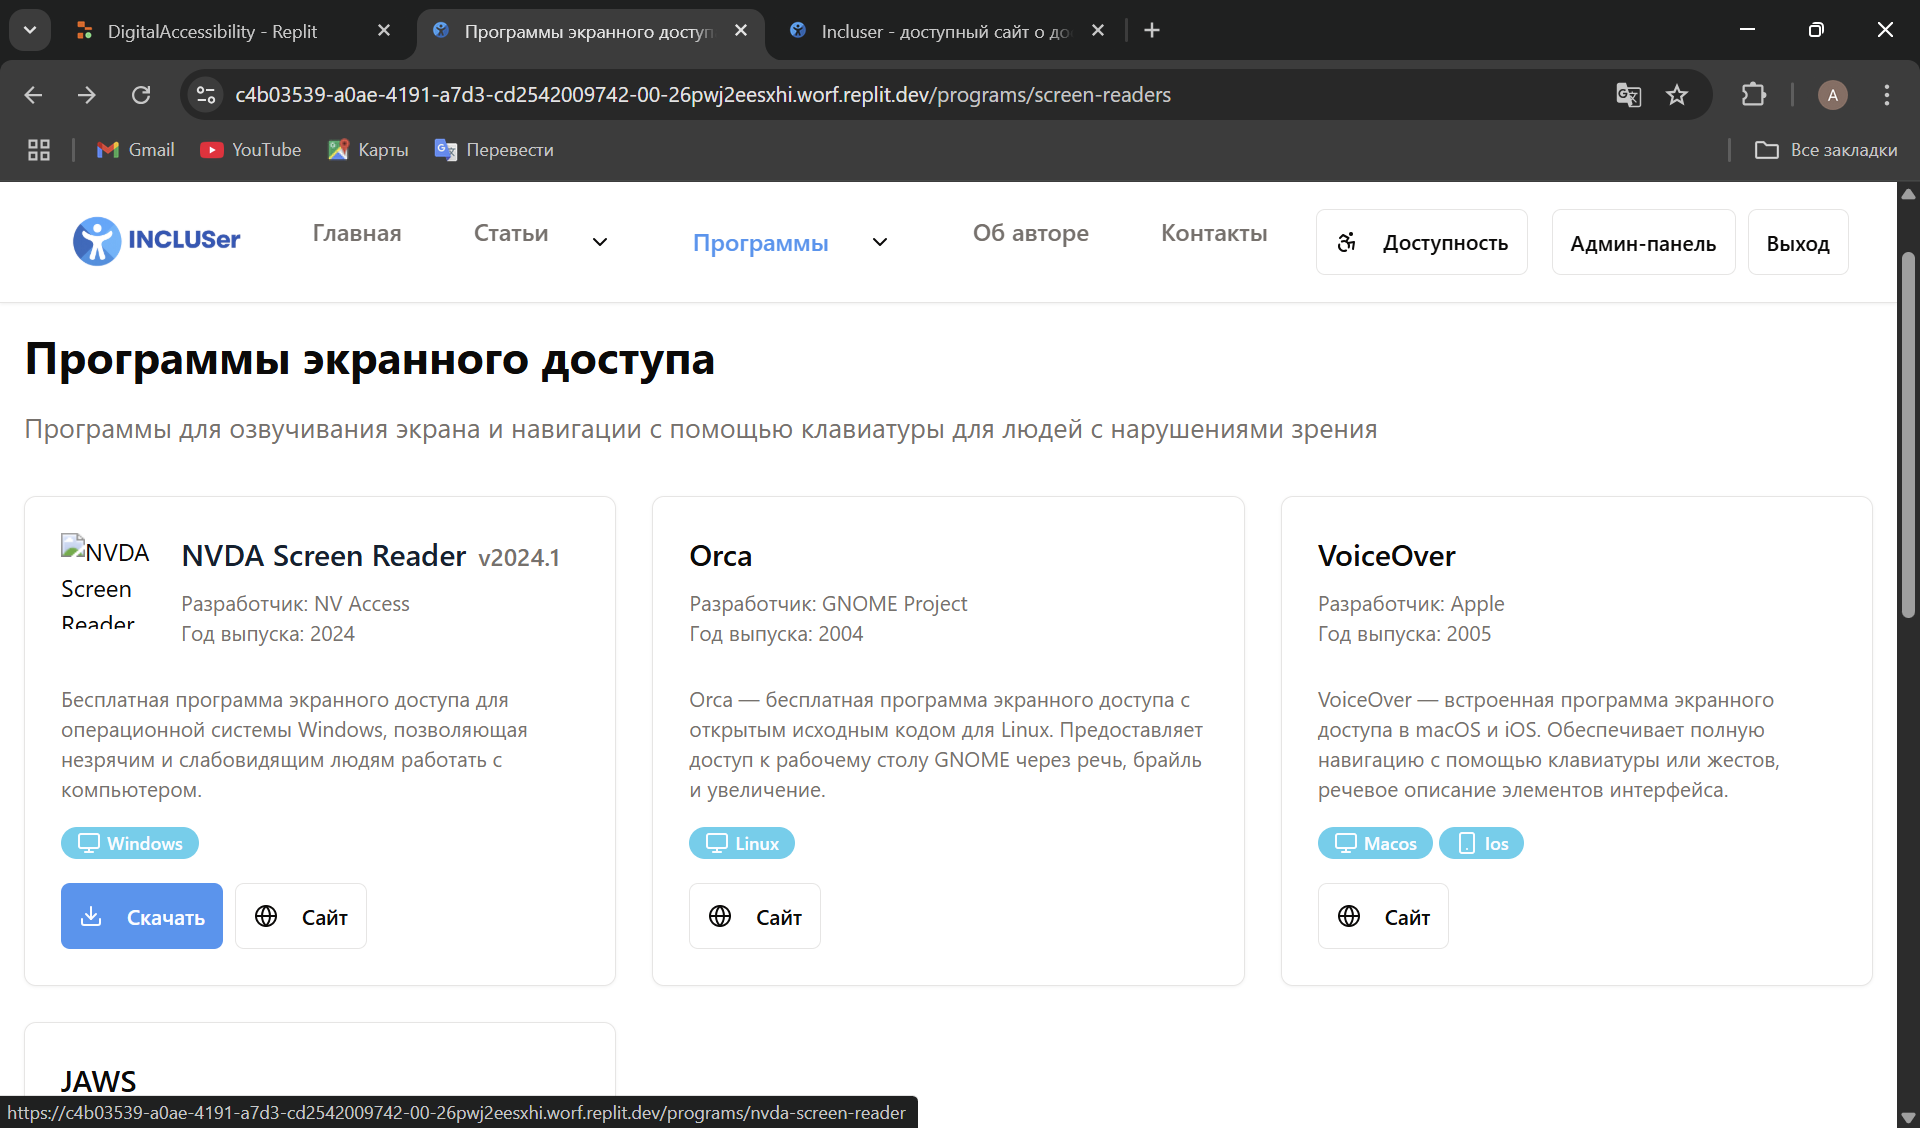 DigitalAccessibility - Replit
Программы экранного доступ
Incluser - доступный сайт о до
c4b03539-a0ae-4191-a7d3-cd2542009742-00-26pwj2eesxhi.worf.replit.dev/programs/screen-readers
A
Gmail
YouTube
Карты
Перевести
Все закладки
INCLUSer
Главная
Статьи
Программы
Об авторе
Контакты
Доступность
Админ-панель
Выход
Программы экранного доступа
Программы для озвучивания экрана и навигации с помощью клавиатуры для людей с нарушениями зрения
NVDA
Screen
Reader
NVDA Screen Reader v2024.1
Разработчик: NV Access
Год выпуска: 2024
Бесплатная программа экранного доступа для
операционной системы Windows, позволяющая
незрячим и слабовидящим людям работать с
компьютером.
Windows
Скачать
Сайт
Orca
Разработчик: GNOME Project
Год выпуска: 2004
Orca — бесплатная программа экранного доступа с
открытым исходным кодом для Linux. Предоставляет
доступ к рабочему столу GNOME через речь, брайль
и увеличение.
Linux
Сайт
VoiceOver
Разработчик: Apple
Год выпуска: 2005
VoiceOver — встроенная программа экранного
доступа в macOS и iOS. Обеспечивает полную
навигацию с помощью клавиатуры или жестов,
речевое описание элементов интерфейса.
Macos
Ios
Сайт
JAWS
https://c4b03539-a0ae-4191-a7d3-cd2542009742-00-26pwj2eesxhi.worf.replit.dev/programs/nvda-screen-reader